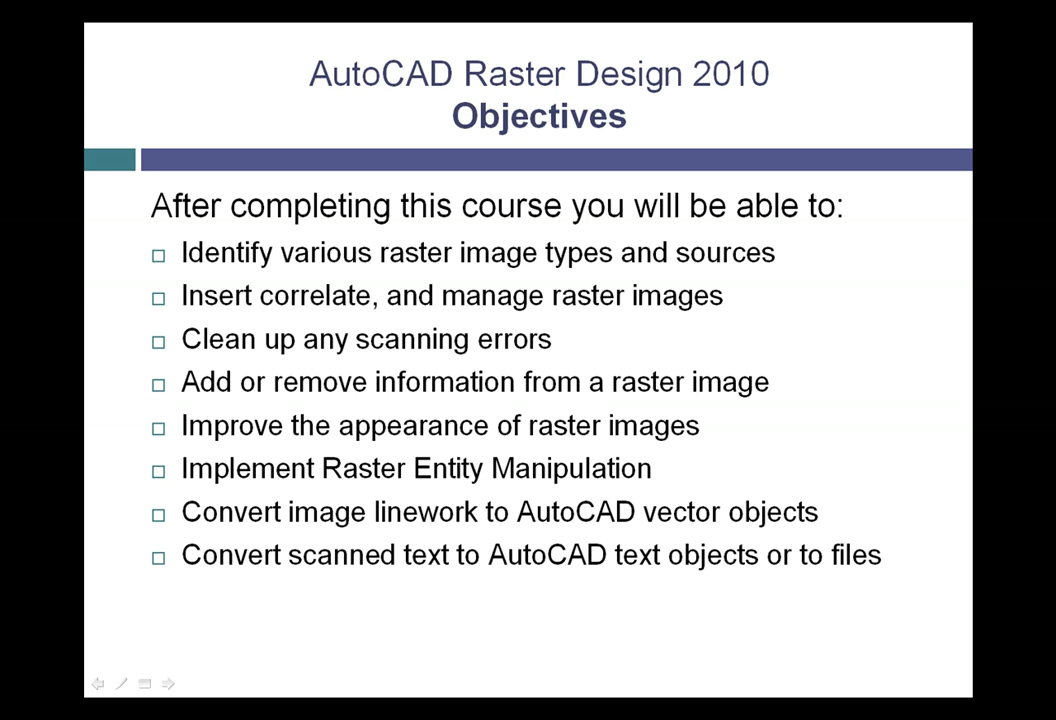 AutoCAD Raster Design 2010
Objectives
After completing this course you will be able to:
Identify various raster image types and sources
Insert correlate, and manage raster images
Clean up any scanning errors
Add or remove information from a raster image
Improve the appearance of raster images
Implement Raster Entity Manipulation
Convert image linework to AutoCAD vector objects
Convert scanned text to AutoCAD text objects or to files